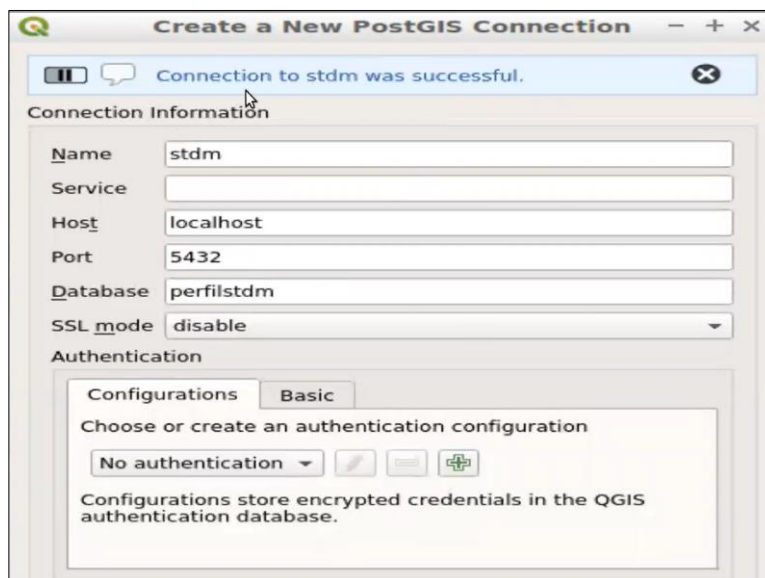 Create a New PostGIS Connection
Connection to stdm was successful.
Connection Information
Name stdm
Service
Host localhost
Port 5432
Database perfilstdm
SSL mode disable
Authentication
Configurations Basic
Choose or create an authentication configuration
No authentication
Configurations store encrypted credentials in the QGIS
authentication database.